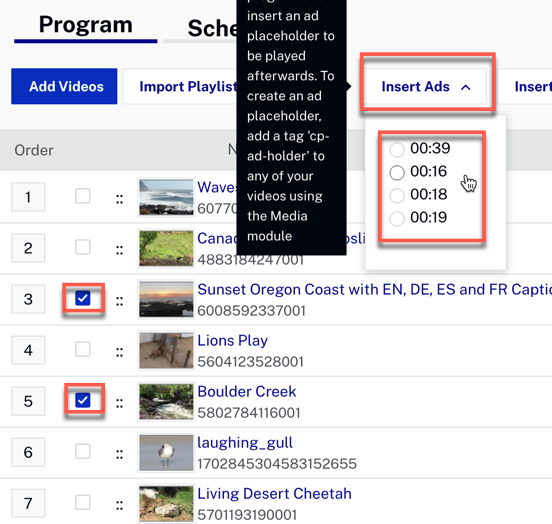 Program
Sche
insert an ad
placeholder to
be played
afterwards. To
create an ad
placeholder,
add a tag 'cp-
ad-holder' to
any of your
videos using
the Media
module
Add Videos
Import Playlist
Insert Ads
Insert
00:39
00:16
00:18
00:19
Order
N
1
Waves
60770
2
Canad
osli
4883184247001
3
Sunset Oregon Coast with EN, DE, ES and FR Captio
6008592337001
4
Lions Play
5604123528001
5
Boulder Creek
5802784116001
6
laughing_gull
1702845304583152655
7
Living Desert Cheetah
5701193190001